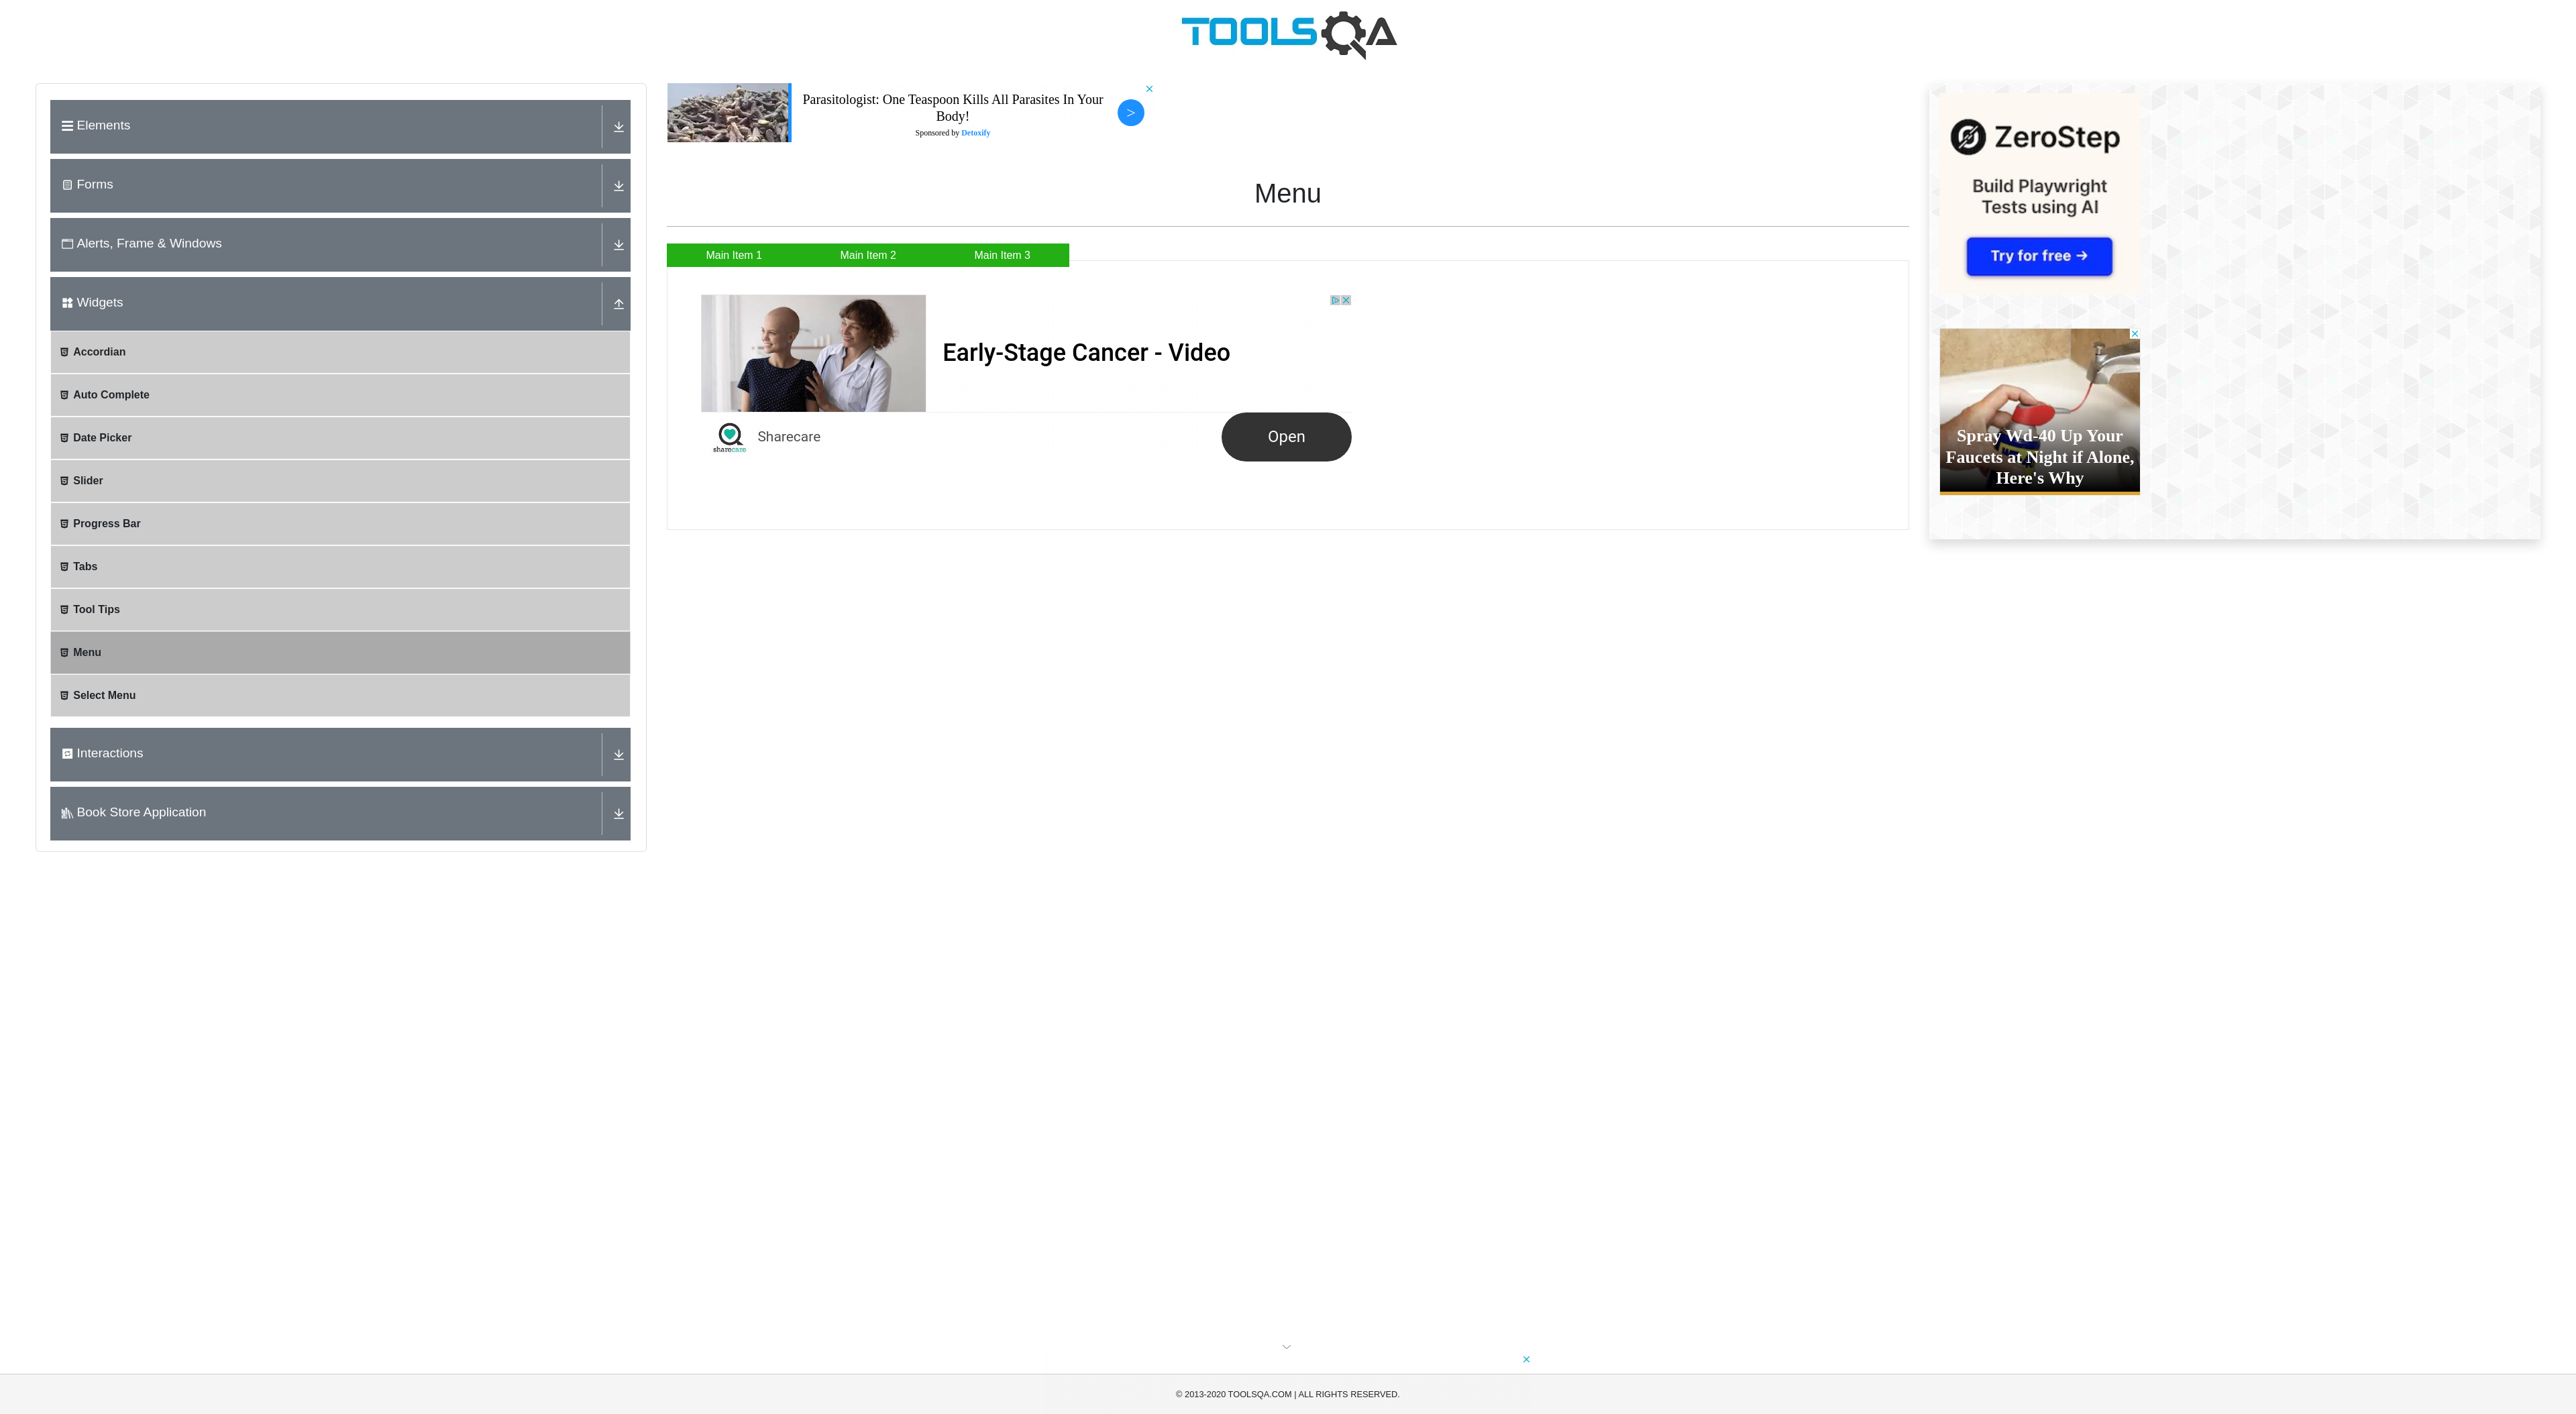 TOOLSQA
Elements
Forms
Alerts, Frame & Windows
Widgets
Accordian
Auto Complete
Date Picker
Slider
Progress Bar
Tabs
Tool Tips
Menu
Select Menu
Interactions
Book Store Application
Parasitologist: One Teaspoon Kills All Parasites In Your
Body!
Sponsored by Detoxify
>
Menu
Main Item 1
Main Item 2
Main Item 3
Early-Stage Cancer - Video
sharecare
Sharecare
Open
ZeroStep
Build Playwright
Tests using AI
Try for free →
Spray Wd-40 Up Your
Faucets at Night if Alone,
Here's Why
© 2013-2020 TOOLSQA.COM | ALL RIGHTS RESERVED.